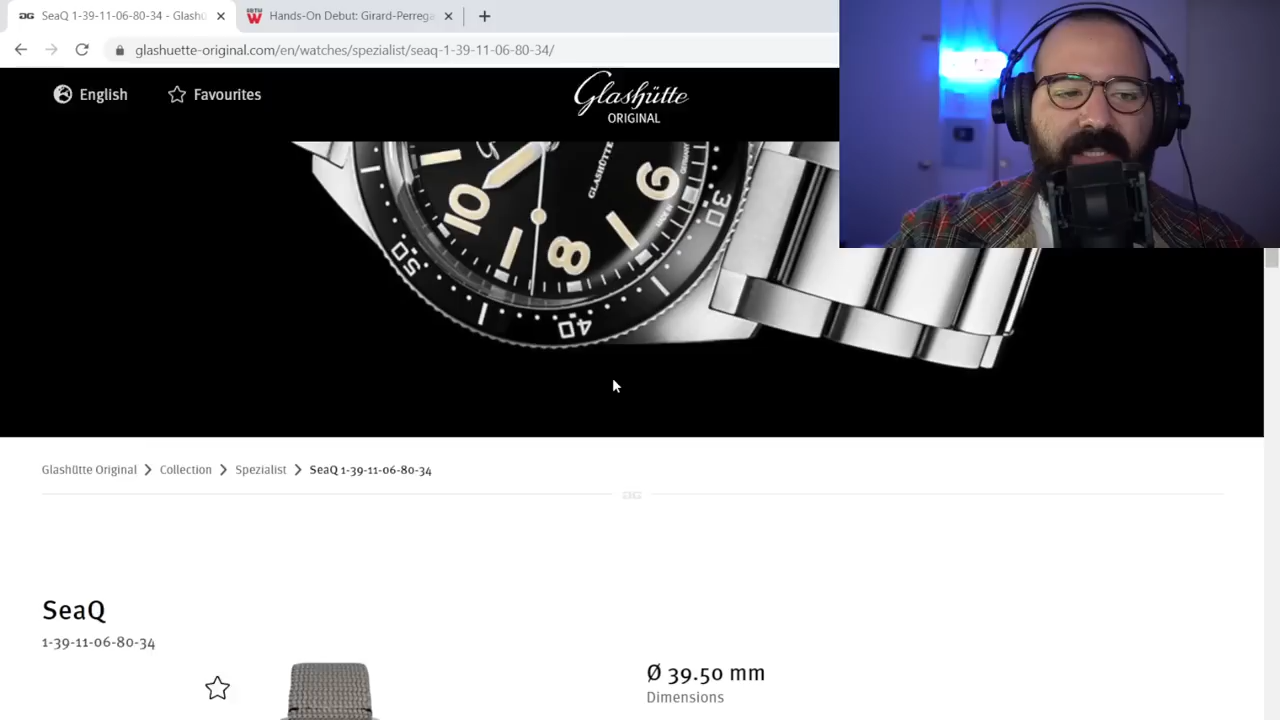 SeaQ 1-39-11-06-80-34 - Glashü
Hands-On Debut: Girard-Perrega
glashuette-original.com/en/watches/spezialist/seaq-1-39-11-06-80-34/
English
Favourites
Glashütte
ORIGINAL
10
8
6
GLASHÜTTE
GERMANY
30
50
40
Glashütte Original
Collection
Spezialist
SeaQ 1-39-11-06-80-34
SeaQ
1-39-11-06-80-34
Ø 39.50 mm
Dimensions